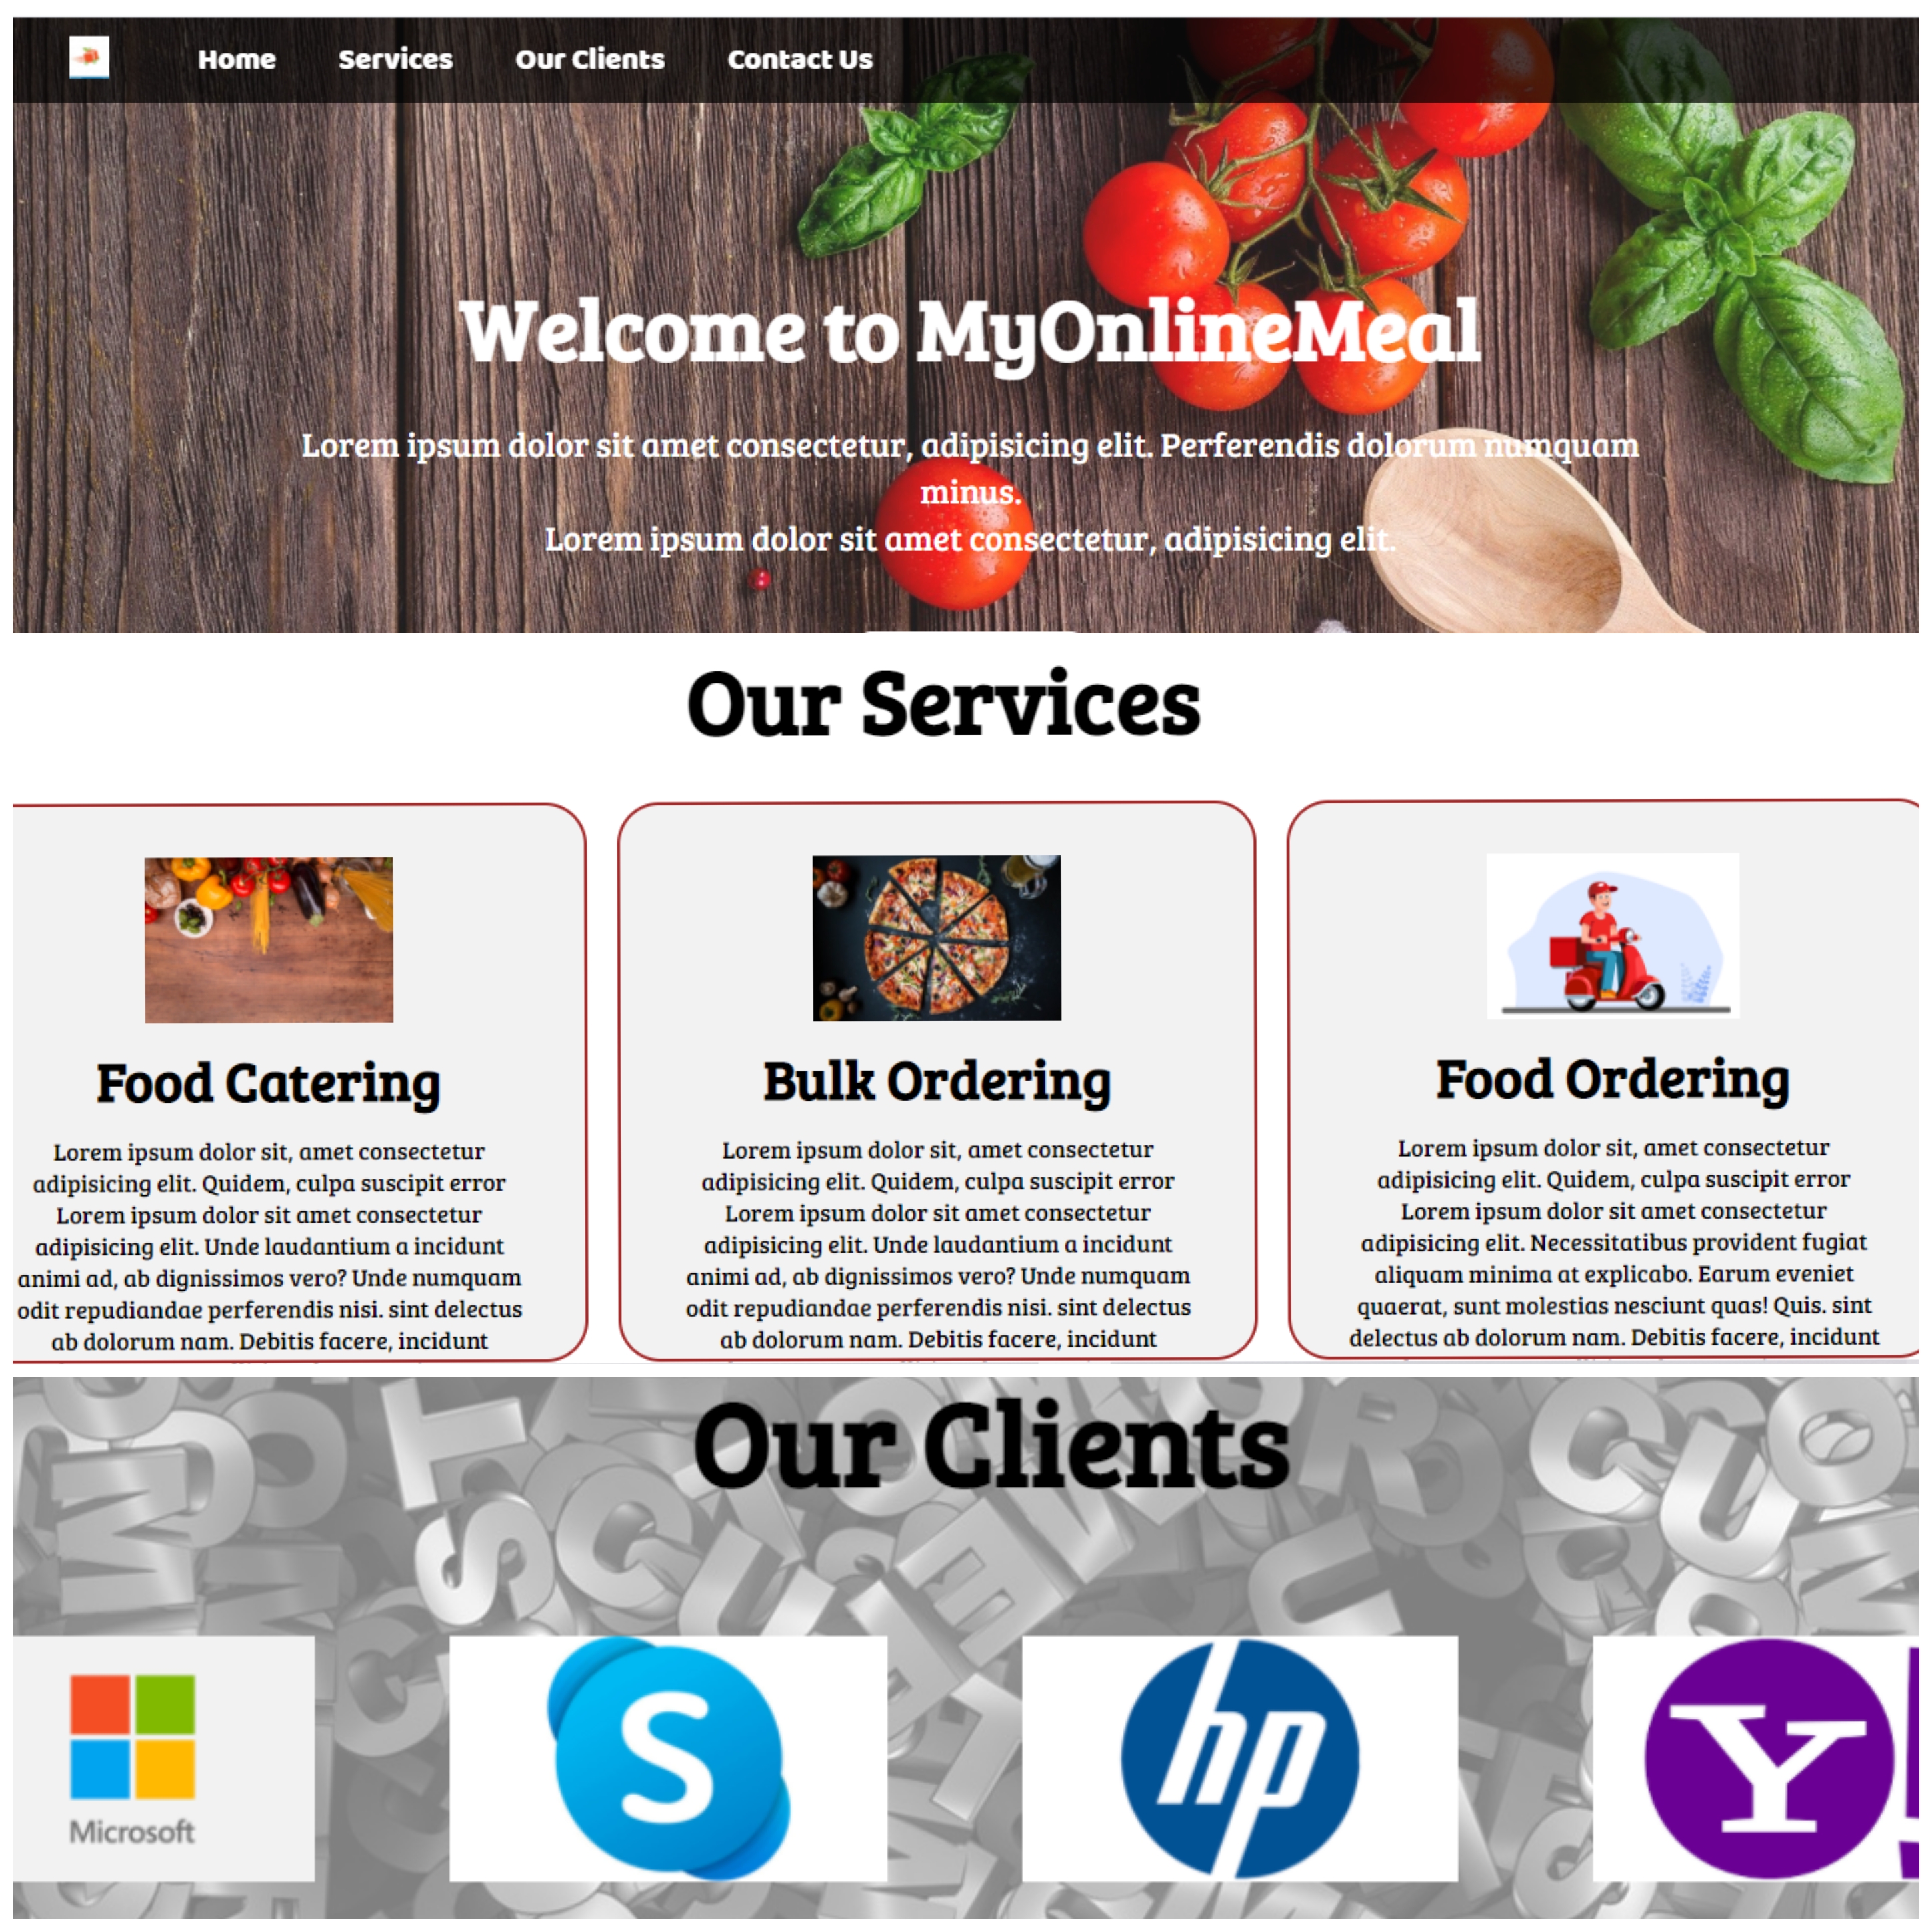 Home Services Our Clients Contact Us
Welcome to MyOnlineMeal
Lorem ipsum dolor sit amet consectetur, adipisicing elit. Perferendis dolorum numquam
minus.
Lorem ipsum dolor sit amet consectetur, adipisicing elit.
Our Services
Food Catering
Lorem ipsum dolor sit, amet consectetur
adipisicing elit. Quidem, culpa suscipit error
Lorem ipsum dolor sit amet consectetur
adipisicing elit. Unde laudantium a incidunt
animi ad, ab dignissimos vero? Unde numquam
odit repudiandae perferendis nisi. sint delectus
ab dolorum nam. Debitis facere, incidunt
Bulk Ordering
Lorem ipsum dolor sit, amet consectetur
adipisicing elit. Quidem, culpa suscipit error
Lorem ipsum dolor sit amet consectetur
adipisicing elit. Unde laudantium a incidunt
animi ad, ab dignissimos vero? Unde numquam
odit repudiandae perferendis nisi. sint delectus
ab dolorum nam. Debitis facere, incidunt
Food Ordering
Lorem ipsum dolor sit, amet consectetur
adipisicing elit. Quidem, culpa suscipit error
Lorem ipsum dolor sit amet consectetur
adipisicing elit. Necessitatibus provident fugiat
aliquam minima at explicabo. Earum eveniet
quaerat, sunt molestias nesciunt quas! Quis. sint
delectus ab dolorum nam. Debitis facere, incidunt
Our Clients
Microsoft
S
hp
Y!